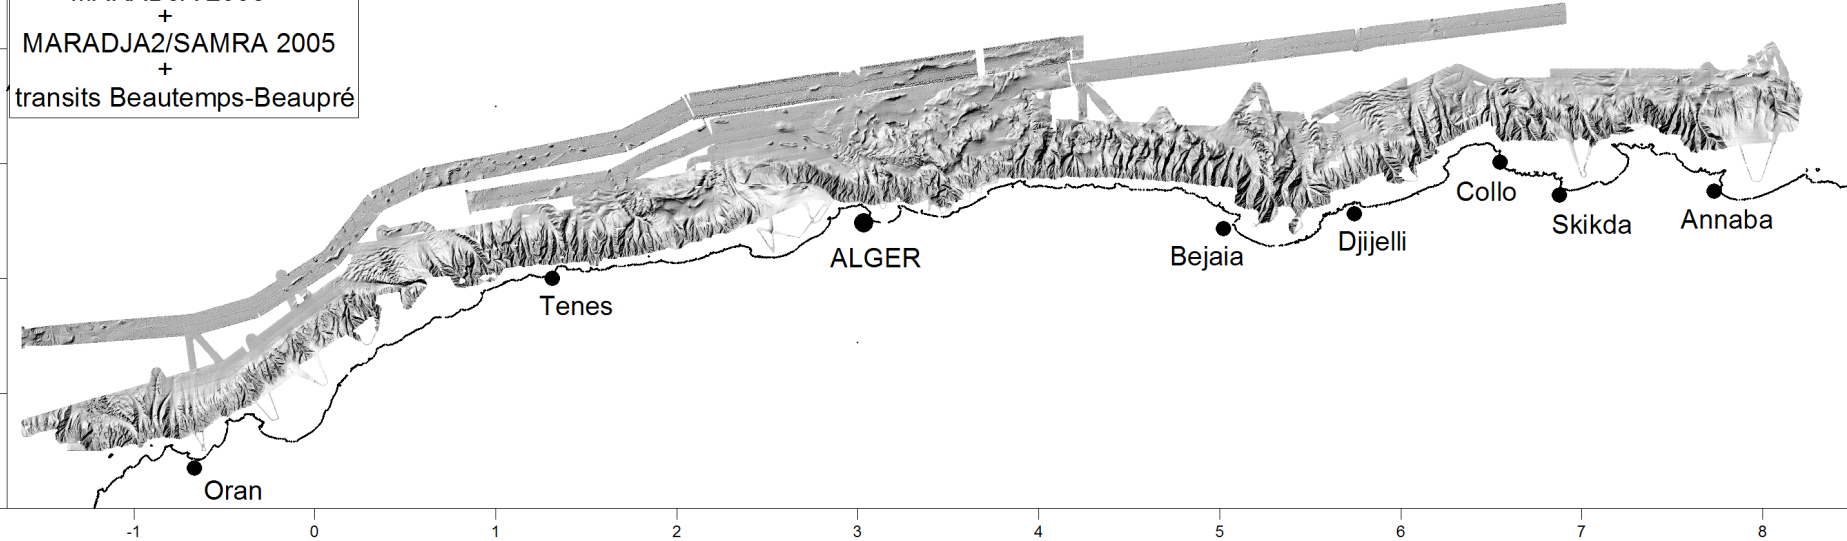 +
MARADJA2/SAMRA 2005
+
transits Beautemps-Beaupré
Collo
Skikda
Annaba
ALGER
Bejaia
Djijelli
Tenes
Oran
-1 0 1 2 3 4 5 6 7 8